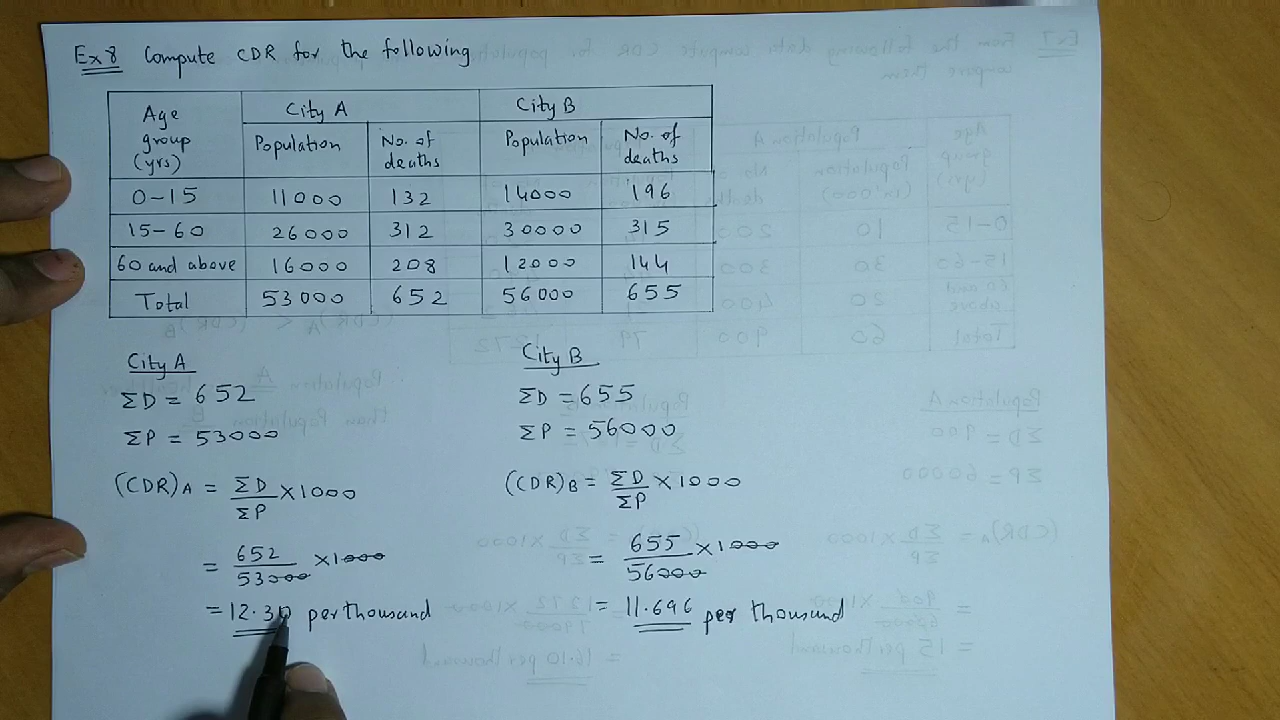 Ex 8 Compute CDR for the following
Age group (yrs) City A City B
Population No. of deaths Population No. of deaths
0-15 11000 132 14000 196
15-60 26000 312 30000 315
60 and above 16000 208 12000 144
Total 53000 652 56000 655
City A
ΣD = 652
ΣP = 53000
(CDR)A = ΣD/ΣP × 1000
= 652/53000 × 1000
= 12.30 per thousand
City B
ΣD = 655
ΣP = 56000
(CDR)B = ΣD/ΣP × 1000
= 655/56000 × 1000
= 11.696 per thousand